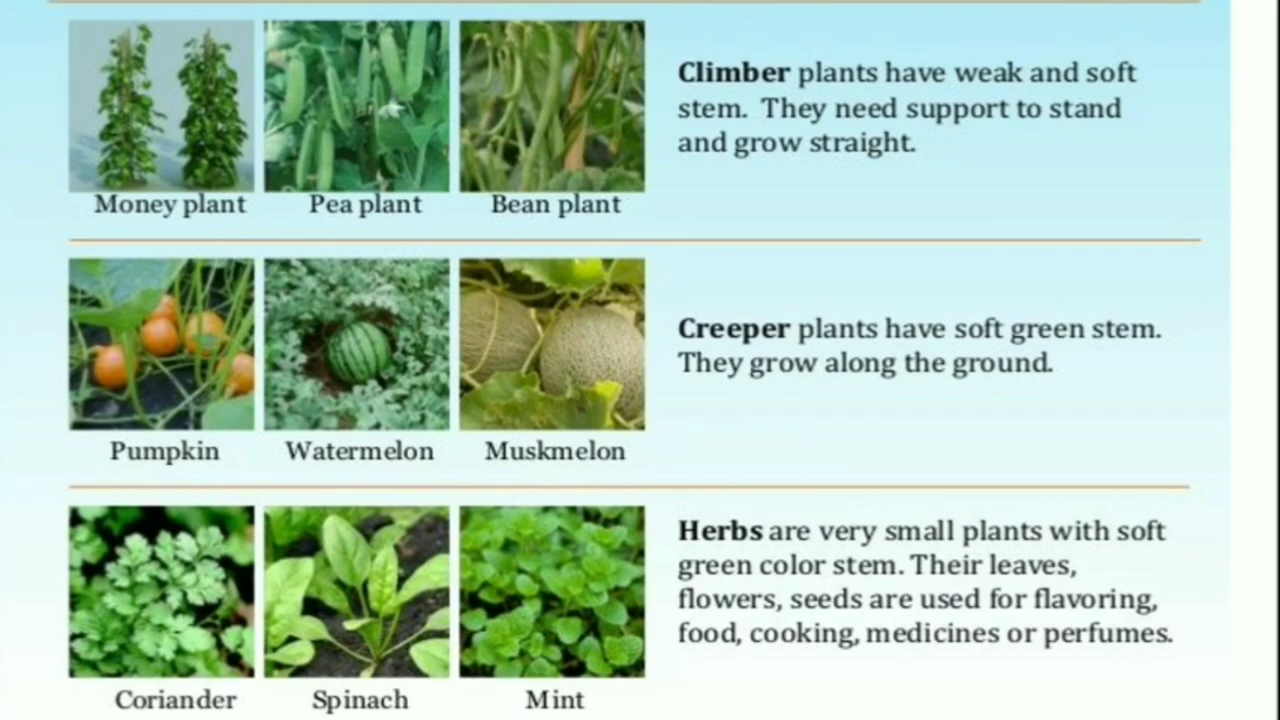 Climber plants have weak and soft
stem. They need support to stand
and grow straight.
Money plant
Pea plant
Bean plant
Creeper plants have soft green stem.
They grow along the ground.
Pumpkin
Watermelon
Muskmelon
Herbs are very small plants with soft
green color stem. Their leaves,
flowers, seeds are used for flavoring,
food, cooking, medicines or perfumes.
Coriander
Spinach
Mint